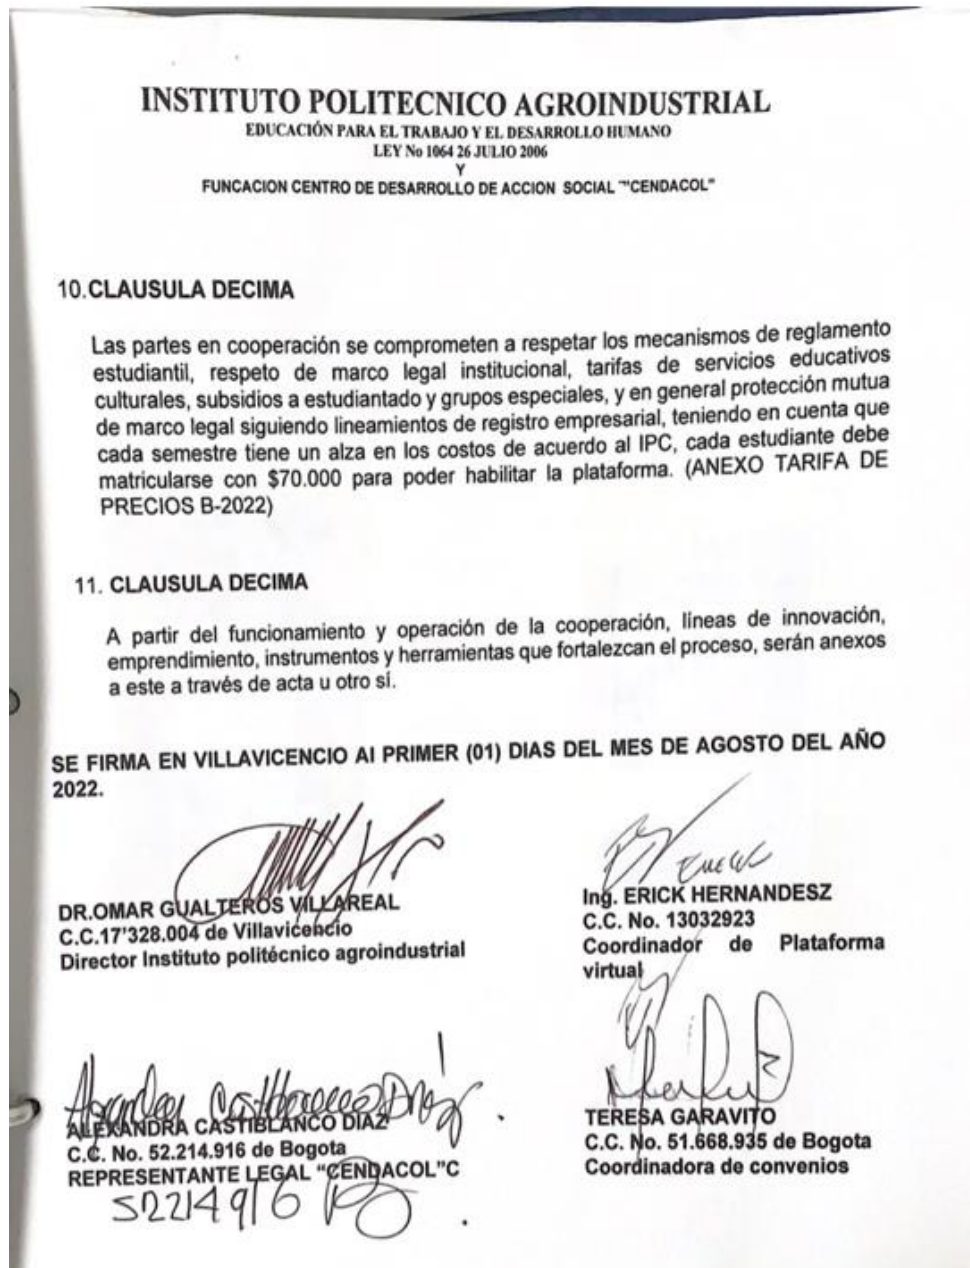 INSTITUTO POLITECNICO AGROINDUSTRIAL
EDUCACIÓN PARA EL TRABAJO Y EL DESARROLLO HUMANO
LEY No 1064 26 JULIO 2006
Y
FUNCACION CENTRO DE DESARROLLO DE ACCION SOCIAL ""CENDACOL"
10.CLAUSULA DECIMA
Las partes en cooperación se comprometen a respetar los mecanismos de reglamento
estudiantil, respeto de marco legal institucional, tarifas de servicios educativos
culturales, subsidios a estudiantado y grupos especiales, y en general protección mutua
de marco legal siguiendo lineamientos de registro empresarial, teniendo en cuenta que
cada semestre tiene un alza en los costos de acuerdo al IPC, cada estudiante debe
matricularse con $70.000 para poder habilitar la plataforma. (ANEXO TARIFA DE
PRECIOS B-2022)
11. CLAUSULA DECIMA
A partir del funcionamiento y operación de la cooperación, líneas de innovación,
emprendimiento, instrumentos y herramientas que fortalezcan el proceso, serán anexos
a este a través de acta u otro sí.
SE FIRMA EN VILLAVICENCIO Al PRIMER (01) DIAS DEL MES DE AGOSTO DEL AÑO
2022.
DR.OMAR GUALTEROS VILLAREAL
C.C.17'328.004 de Villavicencio
Director Instituto politécnico agroindustrial
Ing. ERICK HERNANDESZ
C.C. No. 13032923
Coordinador de Plataforma
virtual
Alexandra Castiblanco Diaz
ALEXANDRA CASTIBLANCO DIAZ
C.C. No. 52.214.916 de Bogota
REPRESENTANTE LEGAL "CENDACOL"C
52214916
TERESA GARAVITO
C.C. No. 51.668.935 de Bogota
Coordinadora de convenios